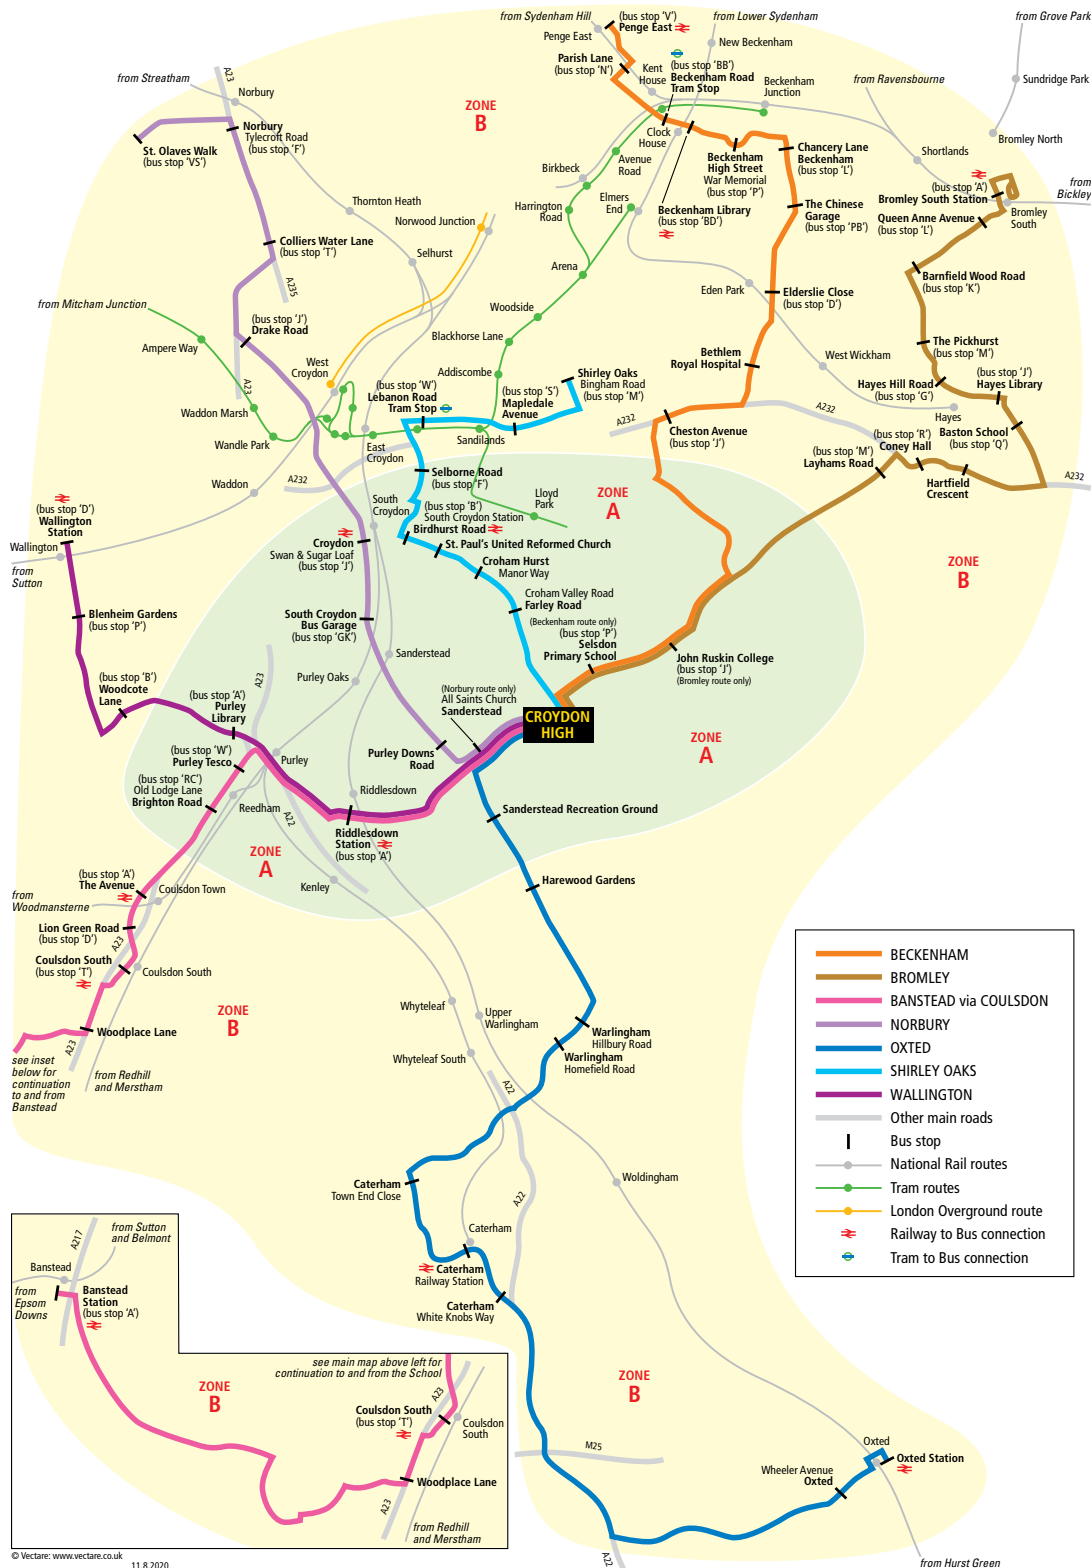 from Sydenham Hill
(bus stop ‘V’)
Penge East
from Lower Sydenham
from Grove Park
Penge East
New Beckenham
Parish Lane
(bus stop ‘N’)
Kent
House
(bus stop ‘BB’)
Beckenham Road
Tram Stop
Beckenham
Junction
from Ravensbourne
Sundridge Park
from Streatham
A23
Norbury
ZONE
B
Norbury
Tylecroft Road
(bus stop ‘F’)
St. Olaves Walk
(bus stop ‘VS’)
Clock
House
Bromley North
Chancery Lane
Beckenham
(bus stop ‘L’)
Shortlands
Avenue
Road
Birkbeck
Beckenham
High Street
War Memorial
(bus stop ‘P’)
(bus stop ‘A’)
Bromley South Station
from
Bickley
Thornton Heath
Norwood Junction
Harrington
Road
Elmers
End
Beckenham Library
(bus stop ‘BD’)
The Chinese
Garage
(bus stop ‘PB’)
Queen Anne Avenue
(bus stop ‘L’)
Bromley
South
Colliers Water Lane
(bus stop ‘T’)
Selhurst
A235
Arena
Eden Park
Elderslie Close
(bus stop ‘D’)
Barnfield Wood Road
(bus stop ‘K’)
from Mitcham Junction
(bus stop ‘J’)
Drake Road
Woodside
Ampere Way
Blackhorse Lane
The Pickhurst
(bus stop ‘M’)
West
Croydon
Bethlem
Royal Hospital
West Wickham
A23
Addiscombe
Shirley Oaks
Bingham Road
(bus stop ‘M’)
(bus stop ‘W’)
Lebanon Road
Tram Stop
(bus stop ‘S’)
Mapledale
Avenue
Hayes Hill Road
(bus stop ‘G’)
(bus stop ‘J’)
Hayes Library
Waddon Marsh
Wandle Park
A232
A232
Hayes
Cheston Avenue
(bus stop ‘J’)
(bus stop ‘R’)
Coney Hall
Baston School
(bus stop ‘Q’)
East
Croydon
Sandilands
(bus stop ‘M’)
Layhams Road
Waddon
A232
Selborne Road
(bus stop ‘F’)
Hartfield
Crescent
A232
(bus stop ‘D’)
Wallington
Station
South
Croydon
(bus stop ‘B’)
South Croydon Station
Birdhurst Road
Lloyd
Park
ZONE
A
Wallington
from
Sutton
Croydon
Swan & Sugar Loaf
(bus stop ‘J’)
St. Paul’s United Reformed Church
Croham Hurst
Manor Way
ZONE
B
Blenheim Gardens
(bus stop ‘P’)
South Croydon
Bus Garage
(bus stop ‘GK’)
Croham Valley Road
Farley Road
(Beckenham route only)
(bus stop ‘P’)
Selsdon
Primary School
John Ruskin College
(bus stop ‘J’)
(Bromley route only)
Sanderstead
(bus stop ‘B’)
Woodcote
Lane
A23
Purley Oaks
(bus stop ‘A’)
Purley
Library
(Norbury route only)
All Saints Church
Sanderstead
CROYDON
HIGH
ZONE
A
(bus stop ‘W’)
Purley Tesco
Purley
Purley Downs
Road
(bus stop ‘RC’)
Old Lodge Lane
Brighton Road
Reedham
A22
Riddlesdown
Sanderstead Recreation Ground
Riddlesdown
Station
(bus stop ‘A’)
ZONE
A
(bus stop ‘A’)
The Avenue
Kenley
Harewood Gardens
from
Woodmansterne
Coulsdon Town
Lion Green Road
(bus stop ‘D’)
A23
Coulsdon South
(bus stop ‘T’)
Coulsdon South
BECKENHAM
BROMLEY
BANSTEAD via COULSDON
NORBURY
OXTED
SHIRLEY OAKS
WALLINGTON
Other main roads
Bus stop
National Rail routes
Tram routes
London Overground route
Railway to Bus connection
Tram to Bus connection
ZONE
B
Whyteleaf
Upper
Warlingham
Woodplace Lane
A23
Warlingham
Hillbury Road
Warlingham
Homefield Road
see inset
below for
continuation
to and from
Banstead
from Redhill
and Merstham
Whyteleaf South
A22
Caterham
Town End Close
Woldingham
A22
Caterham
Caterham
Railway Station
Caterham
White Knobs Way
A217
from Sutton
and Belmont
Banstead
from
Epsom
Downs
Banstead
Station
(bus stop ‘A’)
see main map above left for
continuation to and from the School
ZONE
B
A23
Coulsdon South
(bus stop ‘T’)
Coulsdon
South
Woodplace Lane
A23
from Redhill
and Merstham
ZONE
B
M25
Oxted
Oxted Station
Wheeler Avenue
Oxted
A22
from Hurst Green
© Vectare: www.vectare.co.uk
11.8.2020